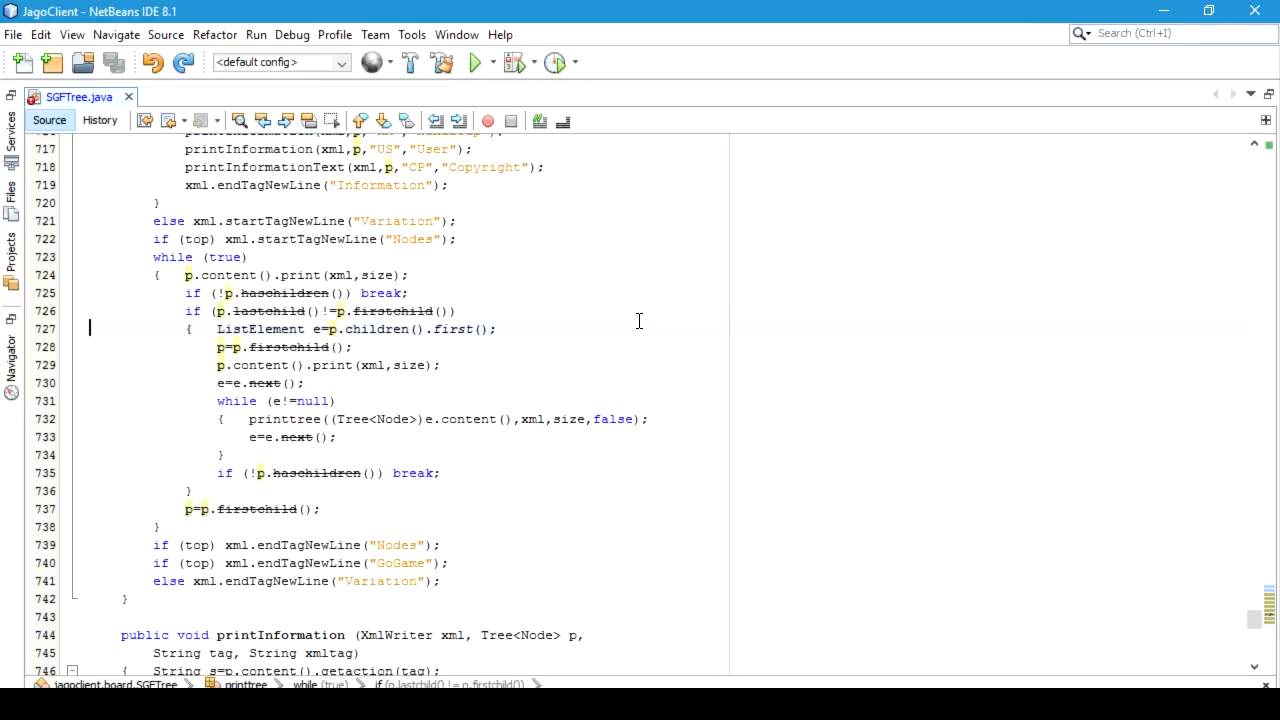 JagoClient - NetBeans IDE 8.1
File Edit View Navigate Source Refactor Run Debug Profile Team Tools Window Help
Search (Ctrl+I)
<default config>
SGFTree.java
Source History
Services
Files
Projects
Navigator
717 printInformation(xml,p,"US","User");
718 printInformationText(xml,p,"CP","Copyright");
719 xml.endTagNewLine("Information");
720 }
721 else xml.startTagNewLine("Variation");
722 if (top) xml.startTagNewLine("Nodes");
723 while (true)
724 { p.content().print(xml,size);
725 if (!p.haschildren()) break;
726 if (p.lastchild()!=p.firstchild())
727 { ListElement e=p.children().first();
728 p=p.firstchild();
729 p.content().print(xml,size);
730 e=e.next();
731 while (e!=null)
732 { printtree((Tree<Node>)e.content(),xml,size,false);
733 e=e.next();
734 }
735 if (!p.haschildren()) break;
736 }
737 p=p.firstchild();
738 }
739 if (top) xml.endTagNewLine("Nodes");
740 if (top) xml.endTagNewLine("GoGame");
741 else xml.endTagNewLine("Variation");
742 }
743
744 public void printInformation (XmlWriter xml, Tree<Node> p,
745 String tag, String xmltag)
746 { String s=p.content().getaction(tag);
jagoclient.board.SGFTree printtree while (true) if (p.lastchild() != p.firstchild())